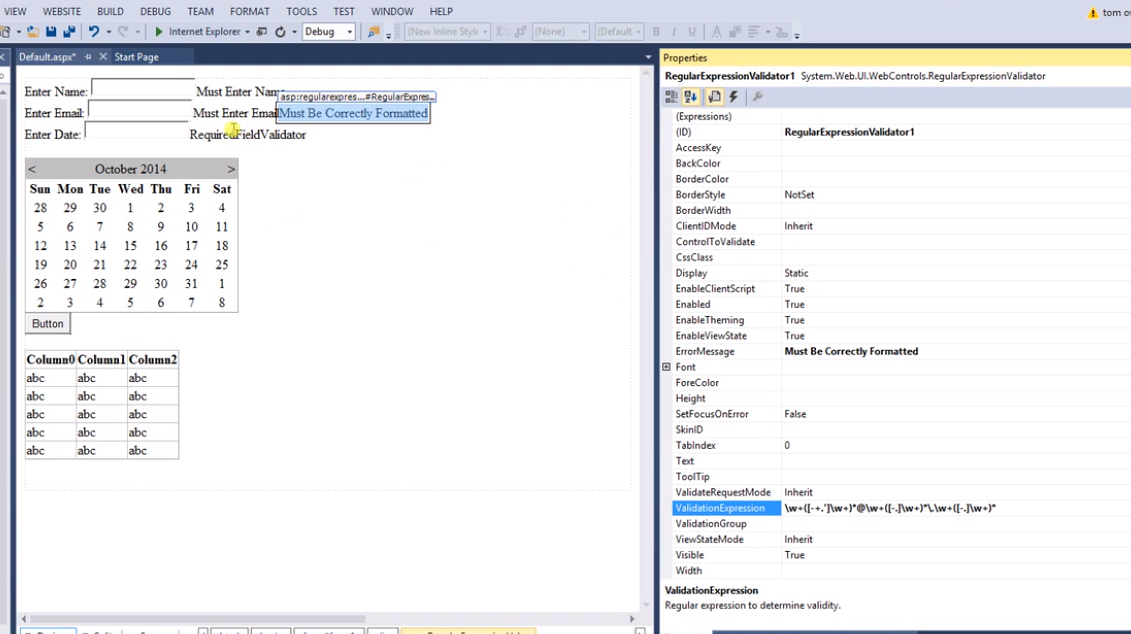 VIEW WEBSITE BUILD DEBUG TEAM FORMAT TOOLS TEST WINDOW HELP
tom o
Internet Explorer Debug (New Inline Style (None) (Default B I U A
Default.aspx* Start Page
Properties
RegularExpressionValidator1 System.Web.UI.WebControls.RegularExpressionValidator
Enter Name: Must Enter Name
asp:regularexpres...#RegularExpres...
Enter Email: Must Enter Email Must Be Correctly Formatted
Enter Date: RequiredFieldValidator
< October 2014 >
Sun Mon Tue Wed Thu Fri Sat
28 29 30 1 2 3 4
5 6 7 8 9 10 11
12 13 14 15 16 17 18
19 20 21 22 23 24 25
26 27 28 29 30 31 1
2 3 4 5 6 7 8
Button
Column0 Column1 Column2
abc abc abc
abc abc abc
abc abc abc
abc abc abc
abc abc abc
(Expressions)
(ID) RegularExpressionValidator1
AccessKey
BackColor
BorderColor
BorderStyle NotSet
BorderWidth
ClientIDMode Inherit
ControlToValidate
CssClass
Display Static
EnableClientScript True
Enabled True
EnableTheming True
EnableViewState True
ErrorMessage Must Be Correctly Formatted
Font
ForeColor
Height
SetFocusOnError False
SkinID
TabIndex 0
Text
ToolTip
ValidateRequestMode Inherit
ValidationExpression \w+([-+.']\w+)*@\w+([-.]\w+)*\.\w+([-.]\w+)*
ValidationGroup
ViewStateMode Inherit
Visible True
Width
ValidationExpression
Regular expression to determine validity.